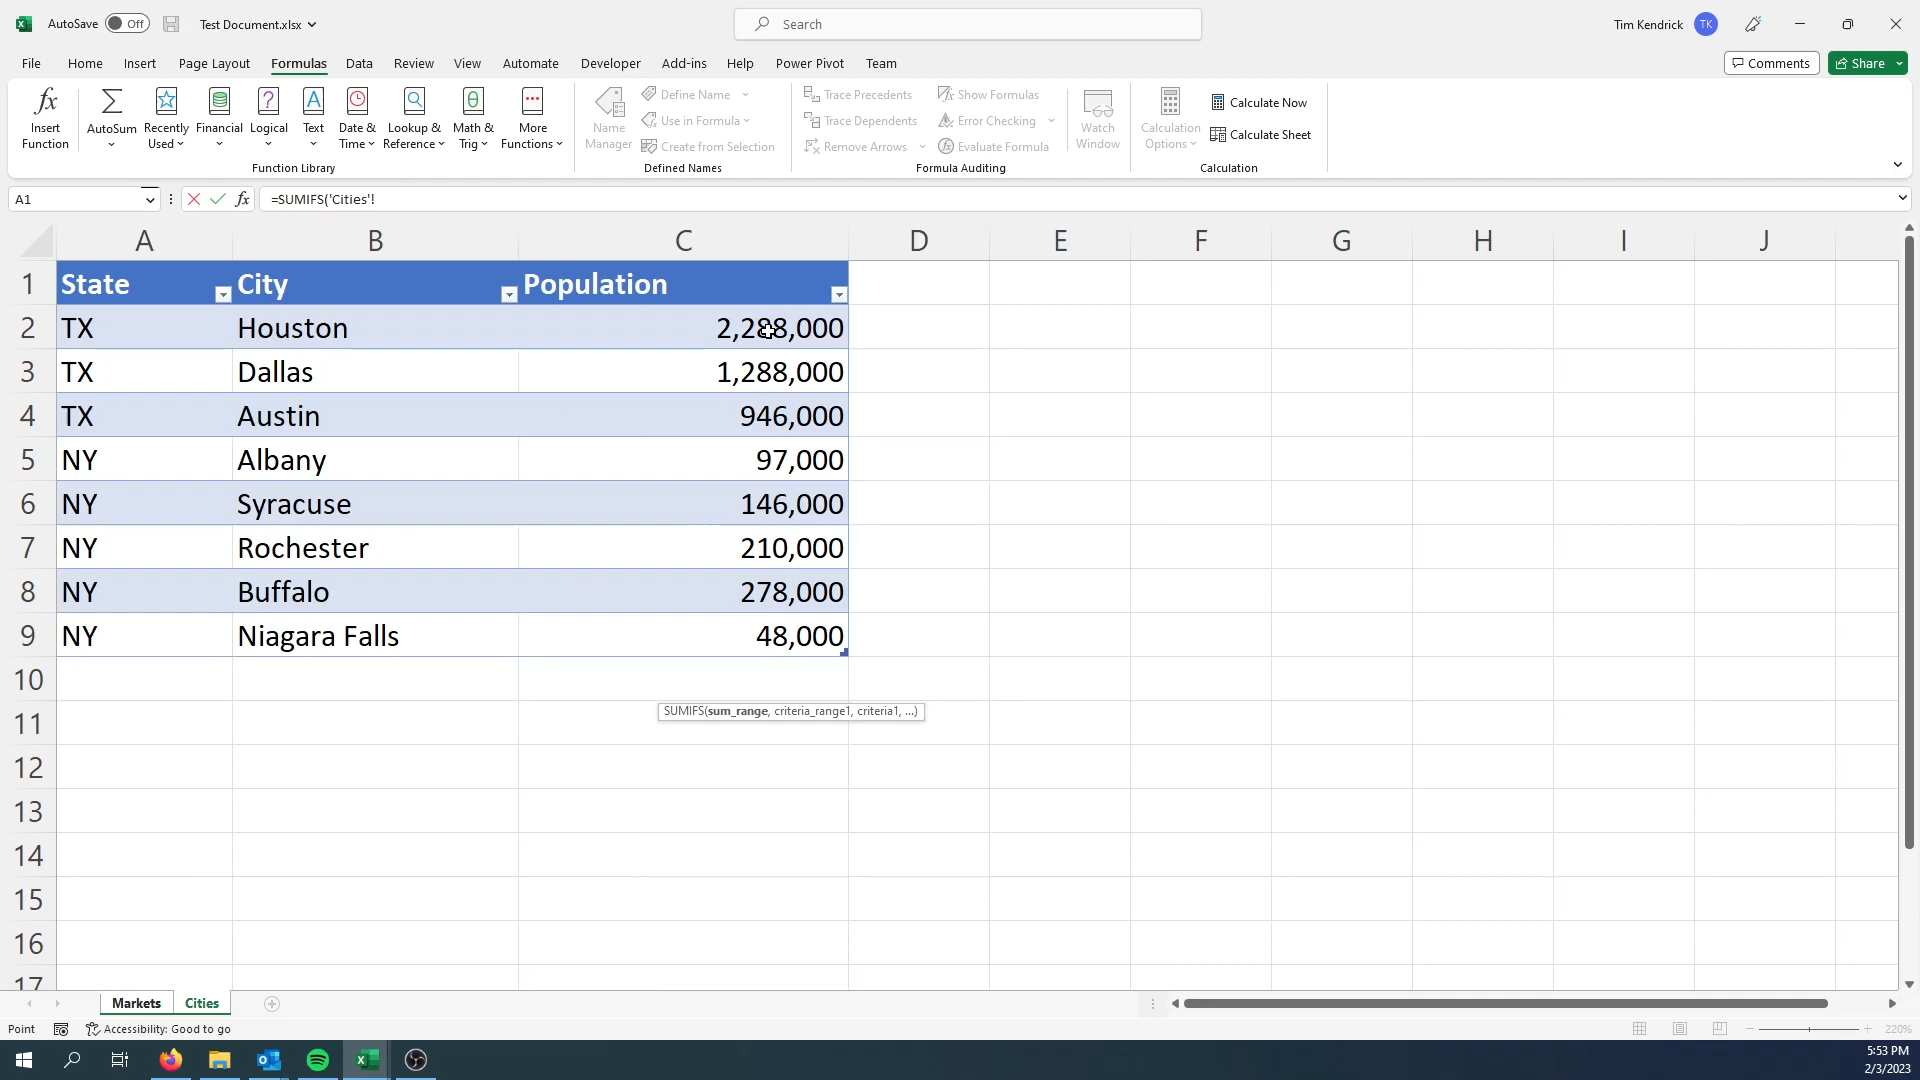 AutoSave Off Test Document.xlsx Search Tim Kendrick TK
File Home Insert Page Layout Formulas Data Review View Automate Developer Add-ins Help Power Pivot Team Comments Share
Insert Function AutoSum Recently Used Financial Logical Text Date & Time Lookup & Reference Math & Trig More Functions
Function Library
Name Manager Define Name Use in Formula Create from Selection
Defined Names
Trace Precedents Trace Dependents Remove Arrows Show Formulas Error Checking Evaluate Formula
Formula Auditing
Watch Window
Calculation Options Calculate Now Calculate Sheet
Calculation
A1 fx =SUMIFS('Cities'!
A B C D E F G H I J
1 State City Population
2 TX Houston 2,288,000
3 TX Dallas 1,288,000
4 TX Austin 946,000
5 NY Albany 97,000
6 NY Syracuse 146,000
7 NY Rochester 210,000
8 NY Buffalo 278,000
9 NY Niagara Falls 48,000
10
SUMIFS(sum_range, criteria_range1, criteria1, ...)
11
12
13
14
15
16
17
Markets Cities
Point Accessibility: Good to go 220%
5:53 PM
2/3/2023